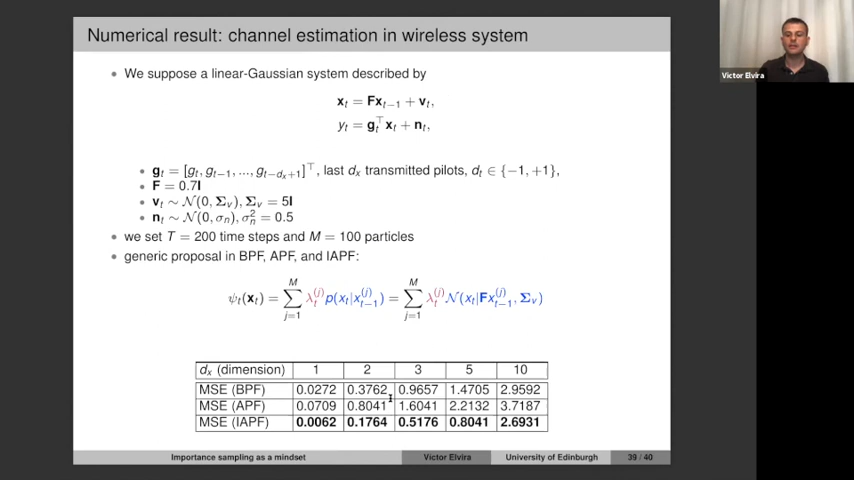 Numerical result: channel estimation in wireless system
• We suppose a linear-Gaussian system described by
x_t = Fx_{t−1} + v_t,
y_t = g_t^⊤ x_t + n_t,
• g_t = [g_t, g_{t−1}, ..., g_{t−d_x+1}]^⊤, last d_x transmitted pilots, d_t ∈ {−1, +1},
• F = 0.7I
• v_t ∼ N(0, Σ_v), Σ_v = 5I
• n_t ∼ N(0, σ_n), σ_n^2 = 0.5
• we set T = 200 time steps and M = 100 particles
• generic proposal in BPF, APF, and IAPF:
ψ_t(x_t) = ∑_{j=1}^{M} λ_t^{(j)} p(x_t|x_{t−1}^{(j)}) = ∑_{j=1}^{M} λ_t^{(j)} N(x_t|Fx_{t−1}^{(j)}, Σ_v)
d_x (dimension) 1 2 3 5 10
MSE (BPF) 0.0272 0.3762 0.9657 1.4705 2.9592
MSE (APF) 0.0709 0.8041 1.6041 2.2132 3.7187
MSE (IAPF) 0.0062 0.1764 0.5176 0.8041 2.6931
Importance sampling as a mindset Victor Elvira University of Edinburgh 39 / 40
Victor Elvira